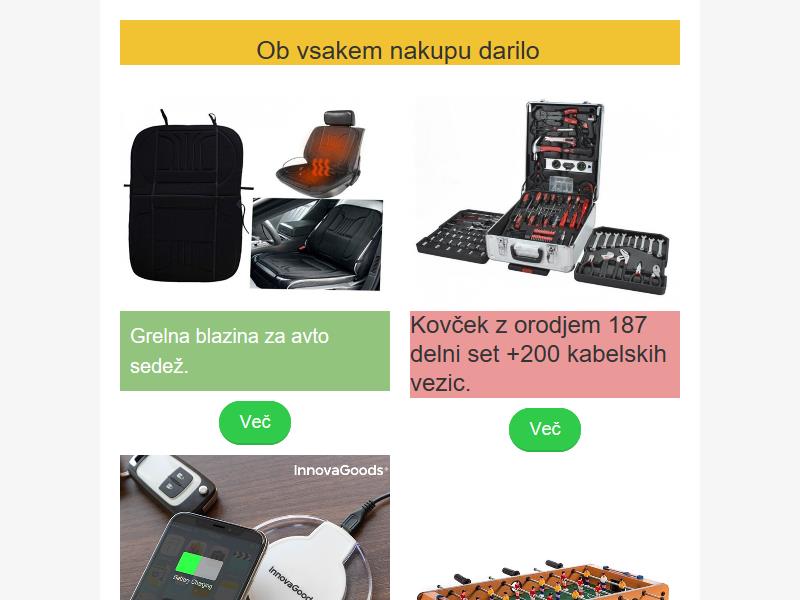 Ob vsakem nakupu darilo
Grelna blazina za avto
sedež.
Kovček z orodjem 187
delni set +200 kabelskih
vezic.
Več
Več
InnovaGoods
Battery Charging
InnovaGoods